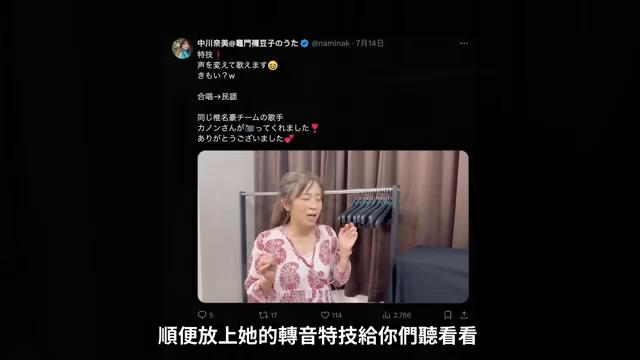 中川奈美@竈門禰豆子のうた @naminak · 7月14日
特技❗
声を変えて歌えます😆
きもい？w
合唱→民謡
同じ椎名豪チームの歌手
カノンさんが📷ってくれました❣️
ありがとうございました💕
5 17 114 2,766
順便放上她的轉音特技給你們聽看看